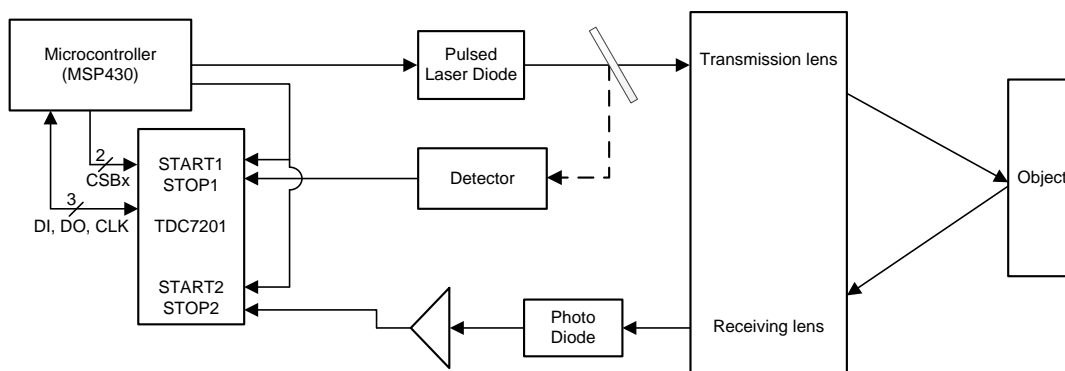 Microcontroller
(MSP430)
Pulsed
Laser Diode
Transmission lens
2
CSBx
START1
STOP1
Detector
Object
3
DI, DO, CLK
TDC7201
START2
STOP2
Photo
Diode
Receiving lens